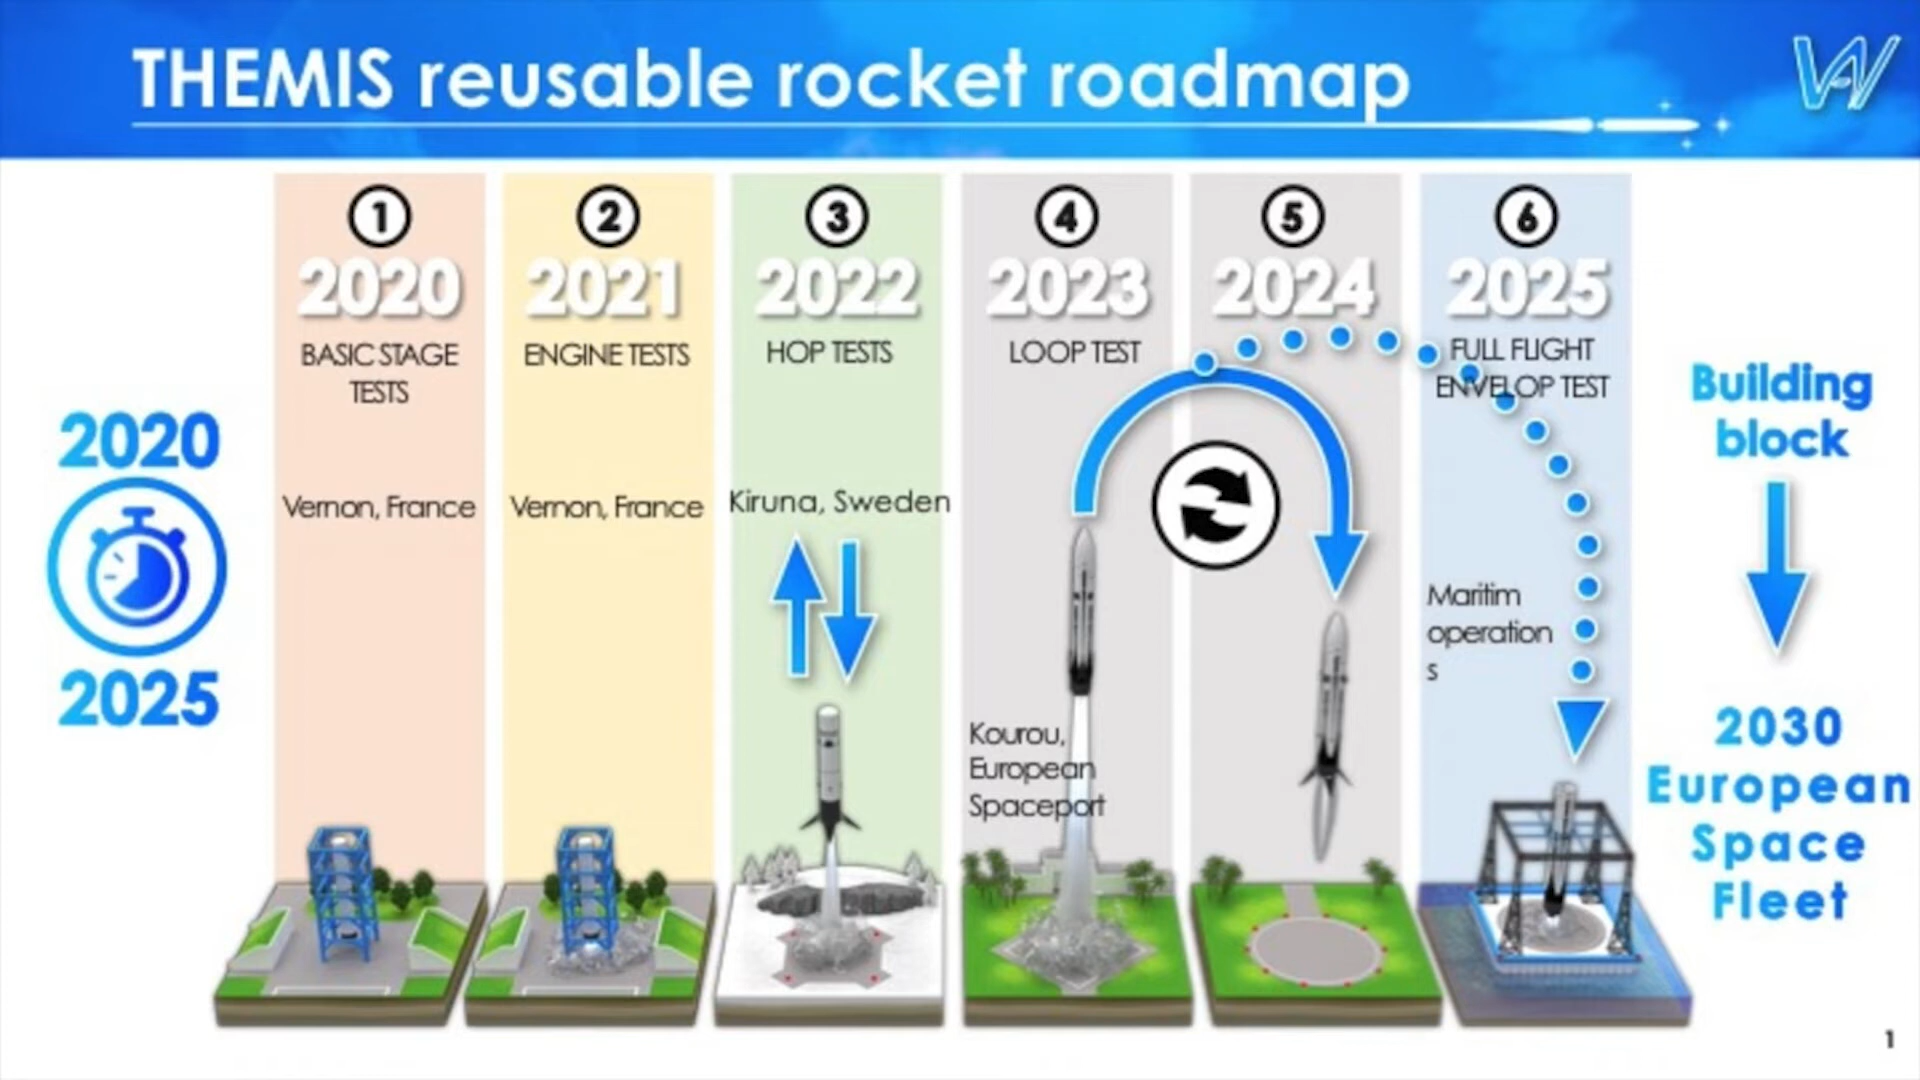 THEMIS reusable rocket roadmap
2020
2025
1
2020
BASIC STAGE
TESTS
Vernon, France
2
2021
ENGINE TESTS
Vernon, France
3
2022
HOP TESTS
Kiruna, Sweden
4
2023
LOOP TEST
Kourou,
European
Spaceport
5
2024
6
2025
FULL FLIGHT
ENVELOP TEST
Maritim
operation
s
Building
block
2030
European
Space
Fleet
1